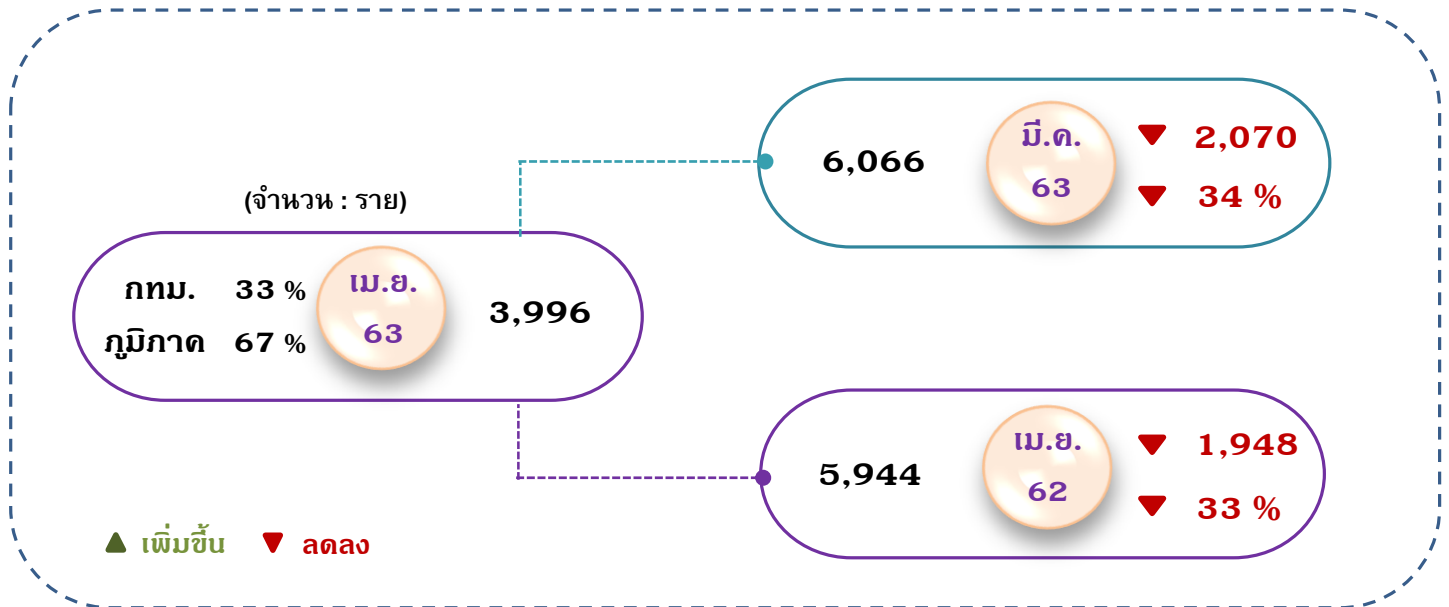 (จำนวน : ราย)
กทม. 33 %
ภูมิภาค 67 %
เม.ย.
63
3,996
6,066
มี.ค.
63
2,070
34 %
5,944
เม.ย.
62
1,948
33 %
เพิ่มขึ้น ลดลง